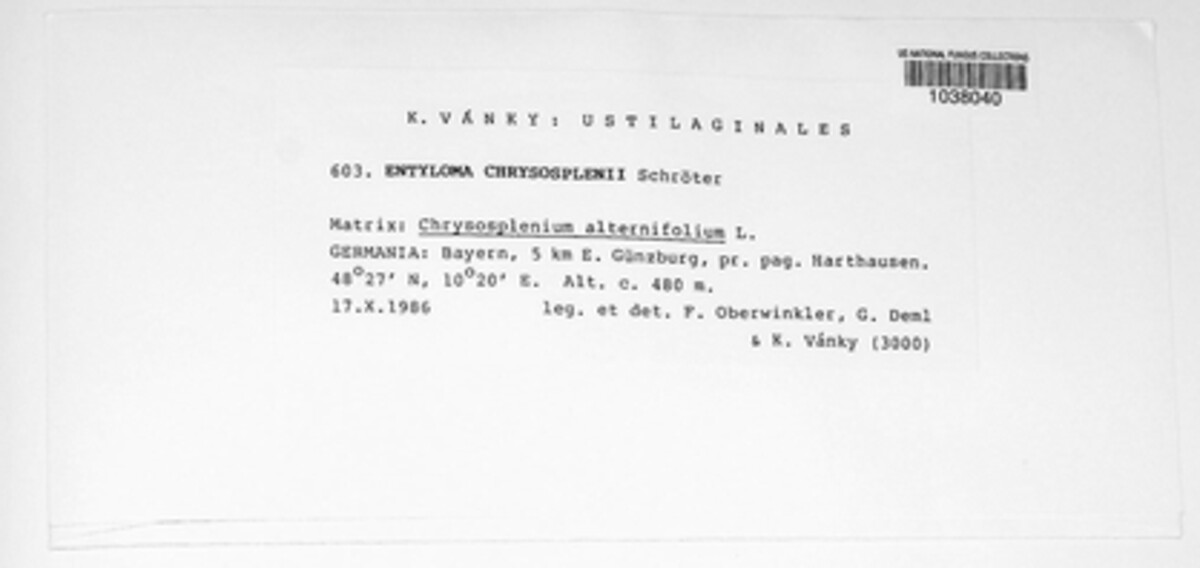 US NATIONAL FUNGUS COLLECTIONS
1038040
K. VÁNKY: USTILAGINALES
603. ENTYLOMA CHRYSOSPLENII Schröter
Matrix: Chrysosplenium alternifolium L.
GERMANIA: Bayern, 5 km E. Günzburg, pr. pag. Harthausen.
48°27' N, 10°20' E. Alt. c. 480 m.
17.X.1986 leg. et det. F. Oberwinkler, G. Deml
& K. Vánky (3000)